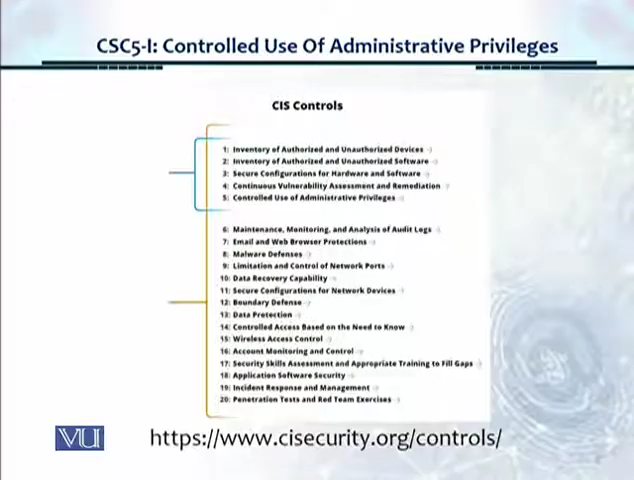 CSC5-I: Controlled Use Of Administrative Privileges
CIS Controls
1: Inventory of Authorized and Unauthorized Devices
2: Inventory of Authorized and Unauthorized Software
3: Secure Configurations for Hardware and Software
4: Continuous Vulnerability Assessment and Remediation
5: Controlled Use of Administrative Privileges
6: Maintenance, Monitoring, and Analysis of Audit Logs
7: Email and Web Browser Protections
8: Malware Defenses
9: Limitation and Control of Network Ports
10: Data Recovery Capability
11: Secure Configurations for Network Devices
12: Boundary Defense
13: Data Protection
14: Controlled Access Based on the Need to Know
15: Wireless Access Control
16: Account Monitoring and Control
17: Security Skills Assessment and Appropriate Training to Fill Gaps
18: Application Software Security
19: Incident Response and Management
20: Penetration Tests and Red Team Exercises
VU
https://www.cisecurity.org/controls/